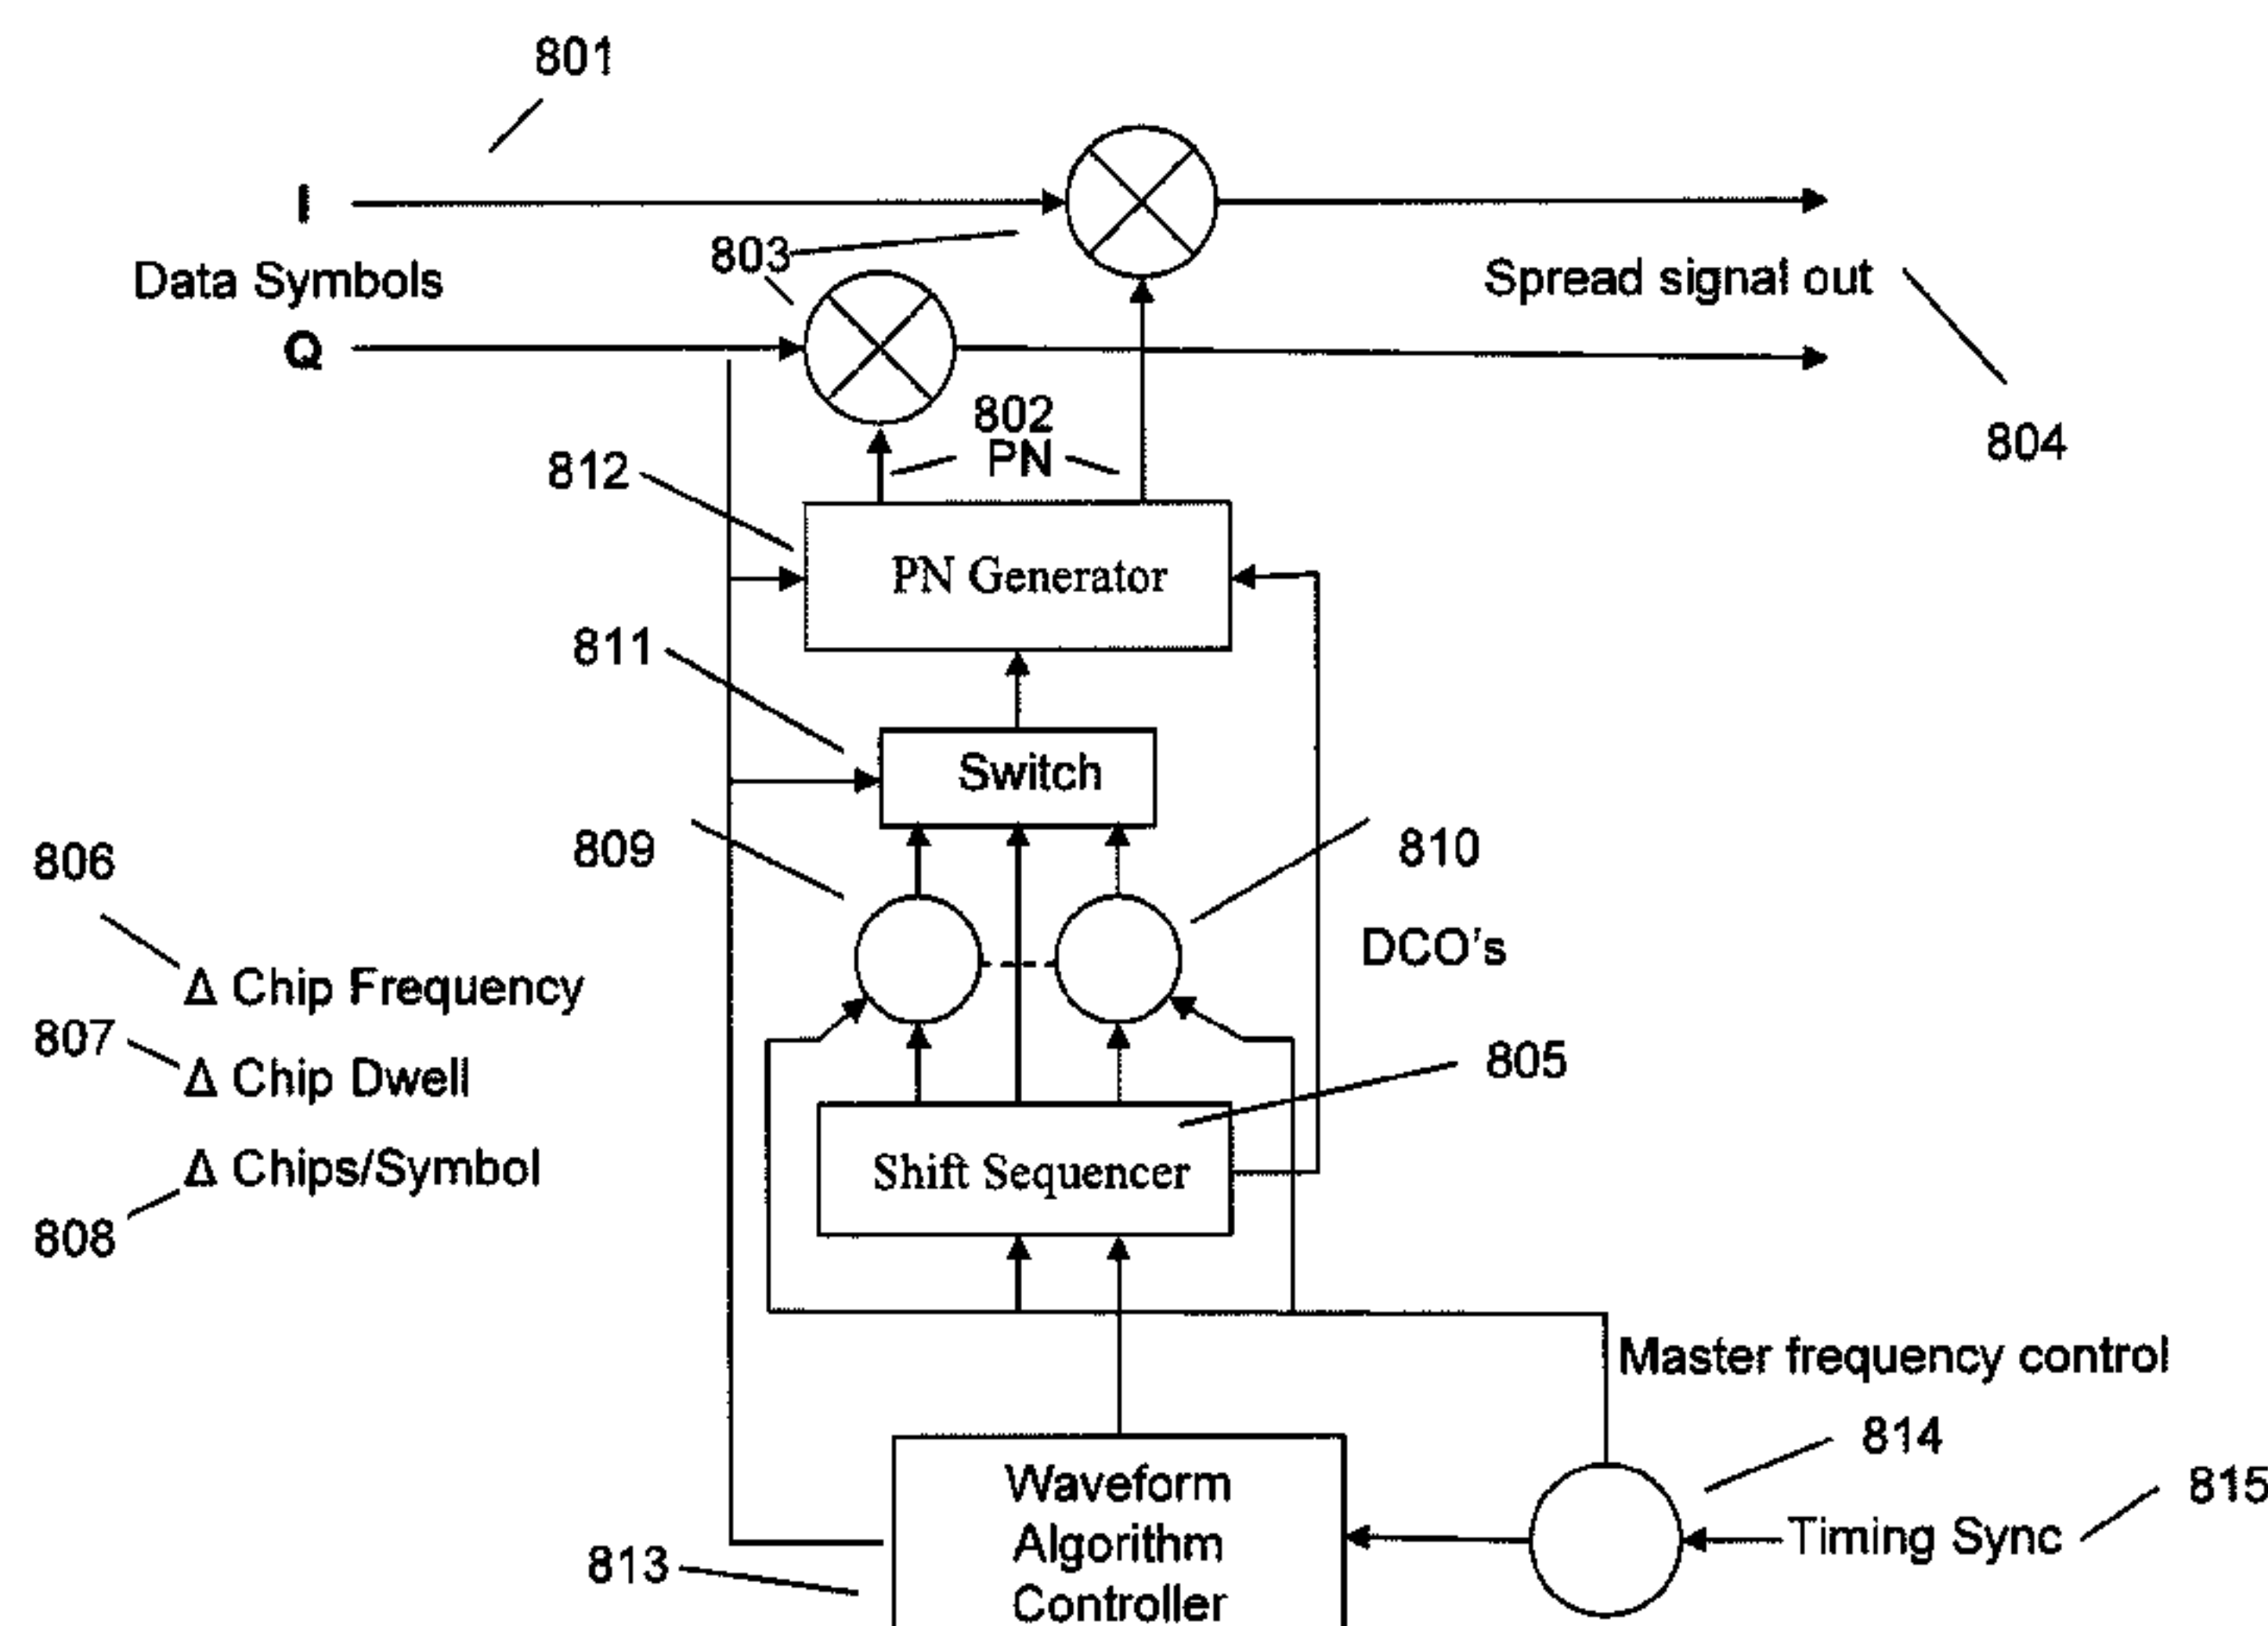 801
I
803
Data Symbols
Spread signal out
Q
802
PN
804
812
PN Generator
811
Switch
809
810
806
DCO's
Δ Chip Frequency
807
Δ Chip Dwell
805
Δ Chips/Symbol
Shift Sequencer
808
Master frequency control
814
815
Waveform
Algorithm
Controller
Timing Sync
813